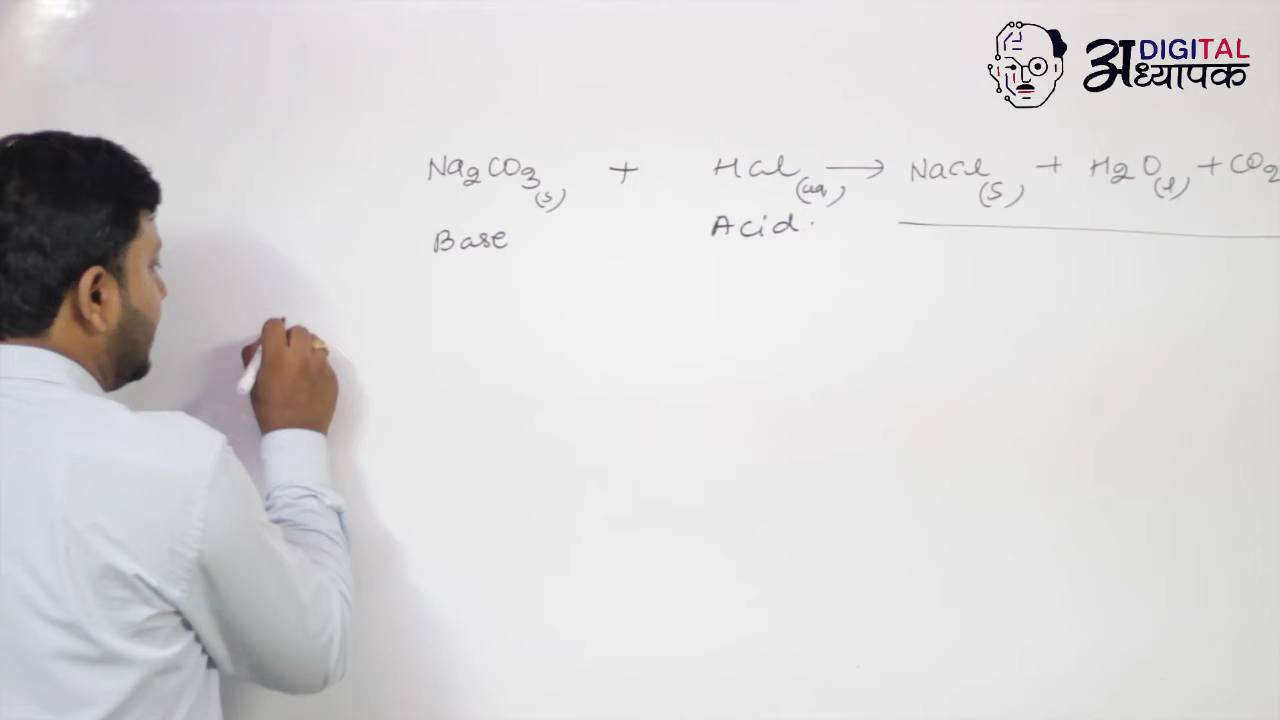 DIGITAL
अध्यापक
Na2CO3(s) + HCl(aq) → NaCl(s) + H2O(l) + CO2
Base Acid.